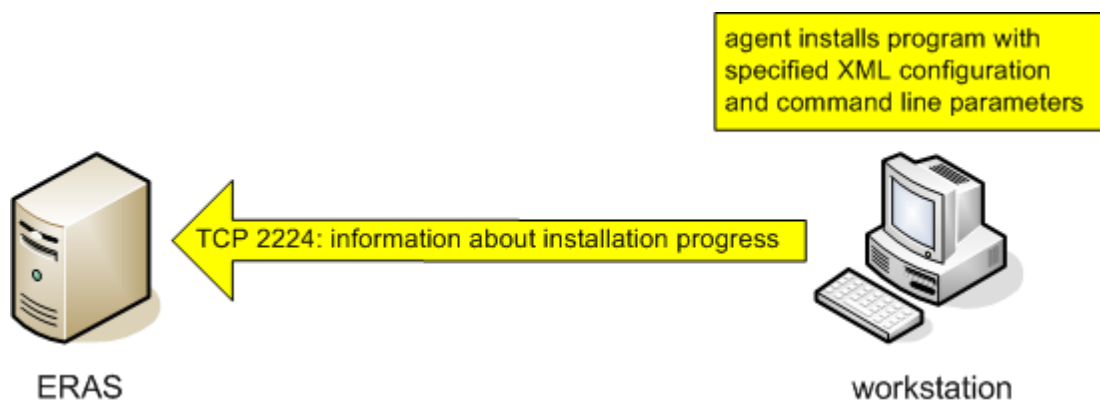 agent installs program with
specified XML configuration
and command line parameters
TCP 2224: information about installation progress
ERAS
workstation